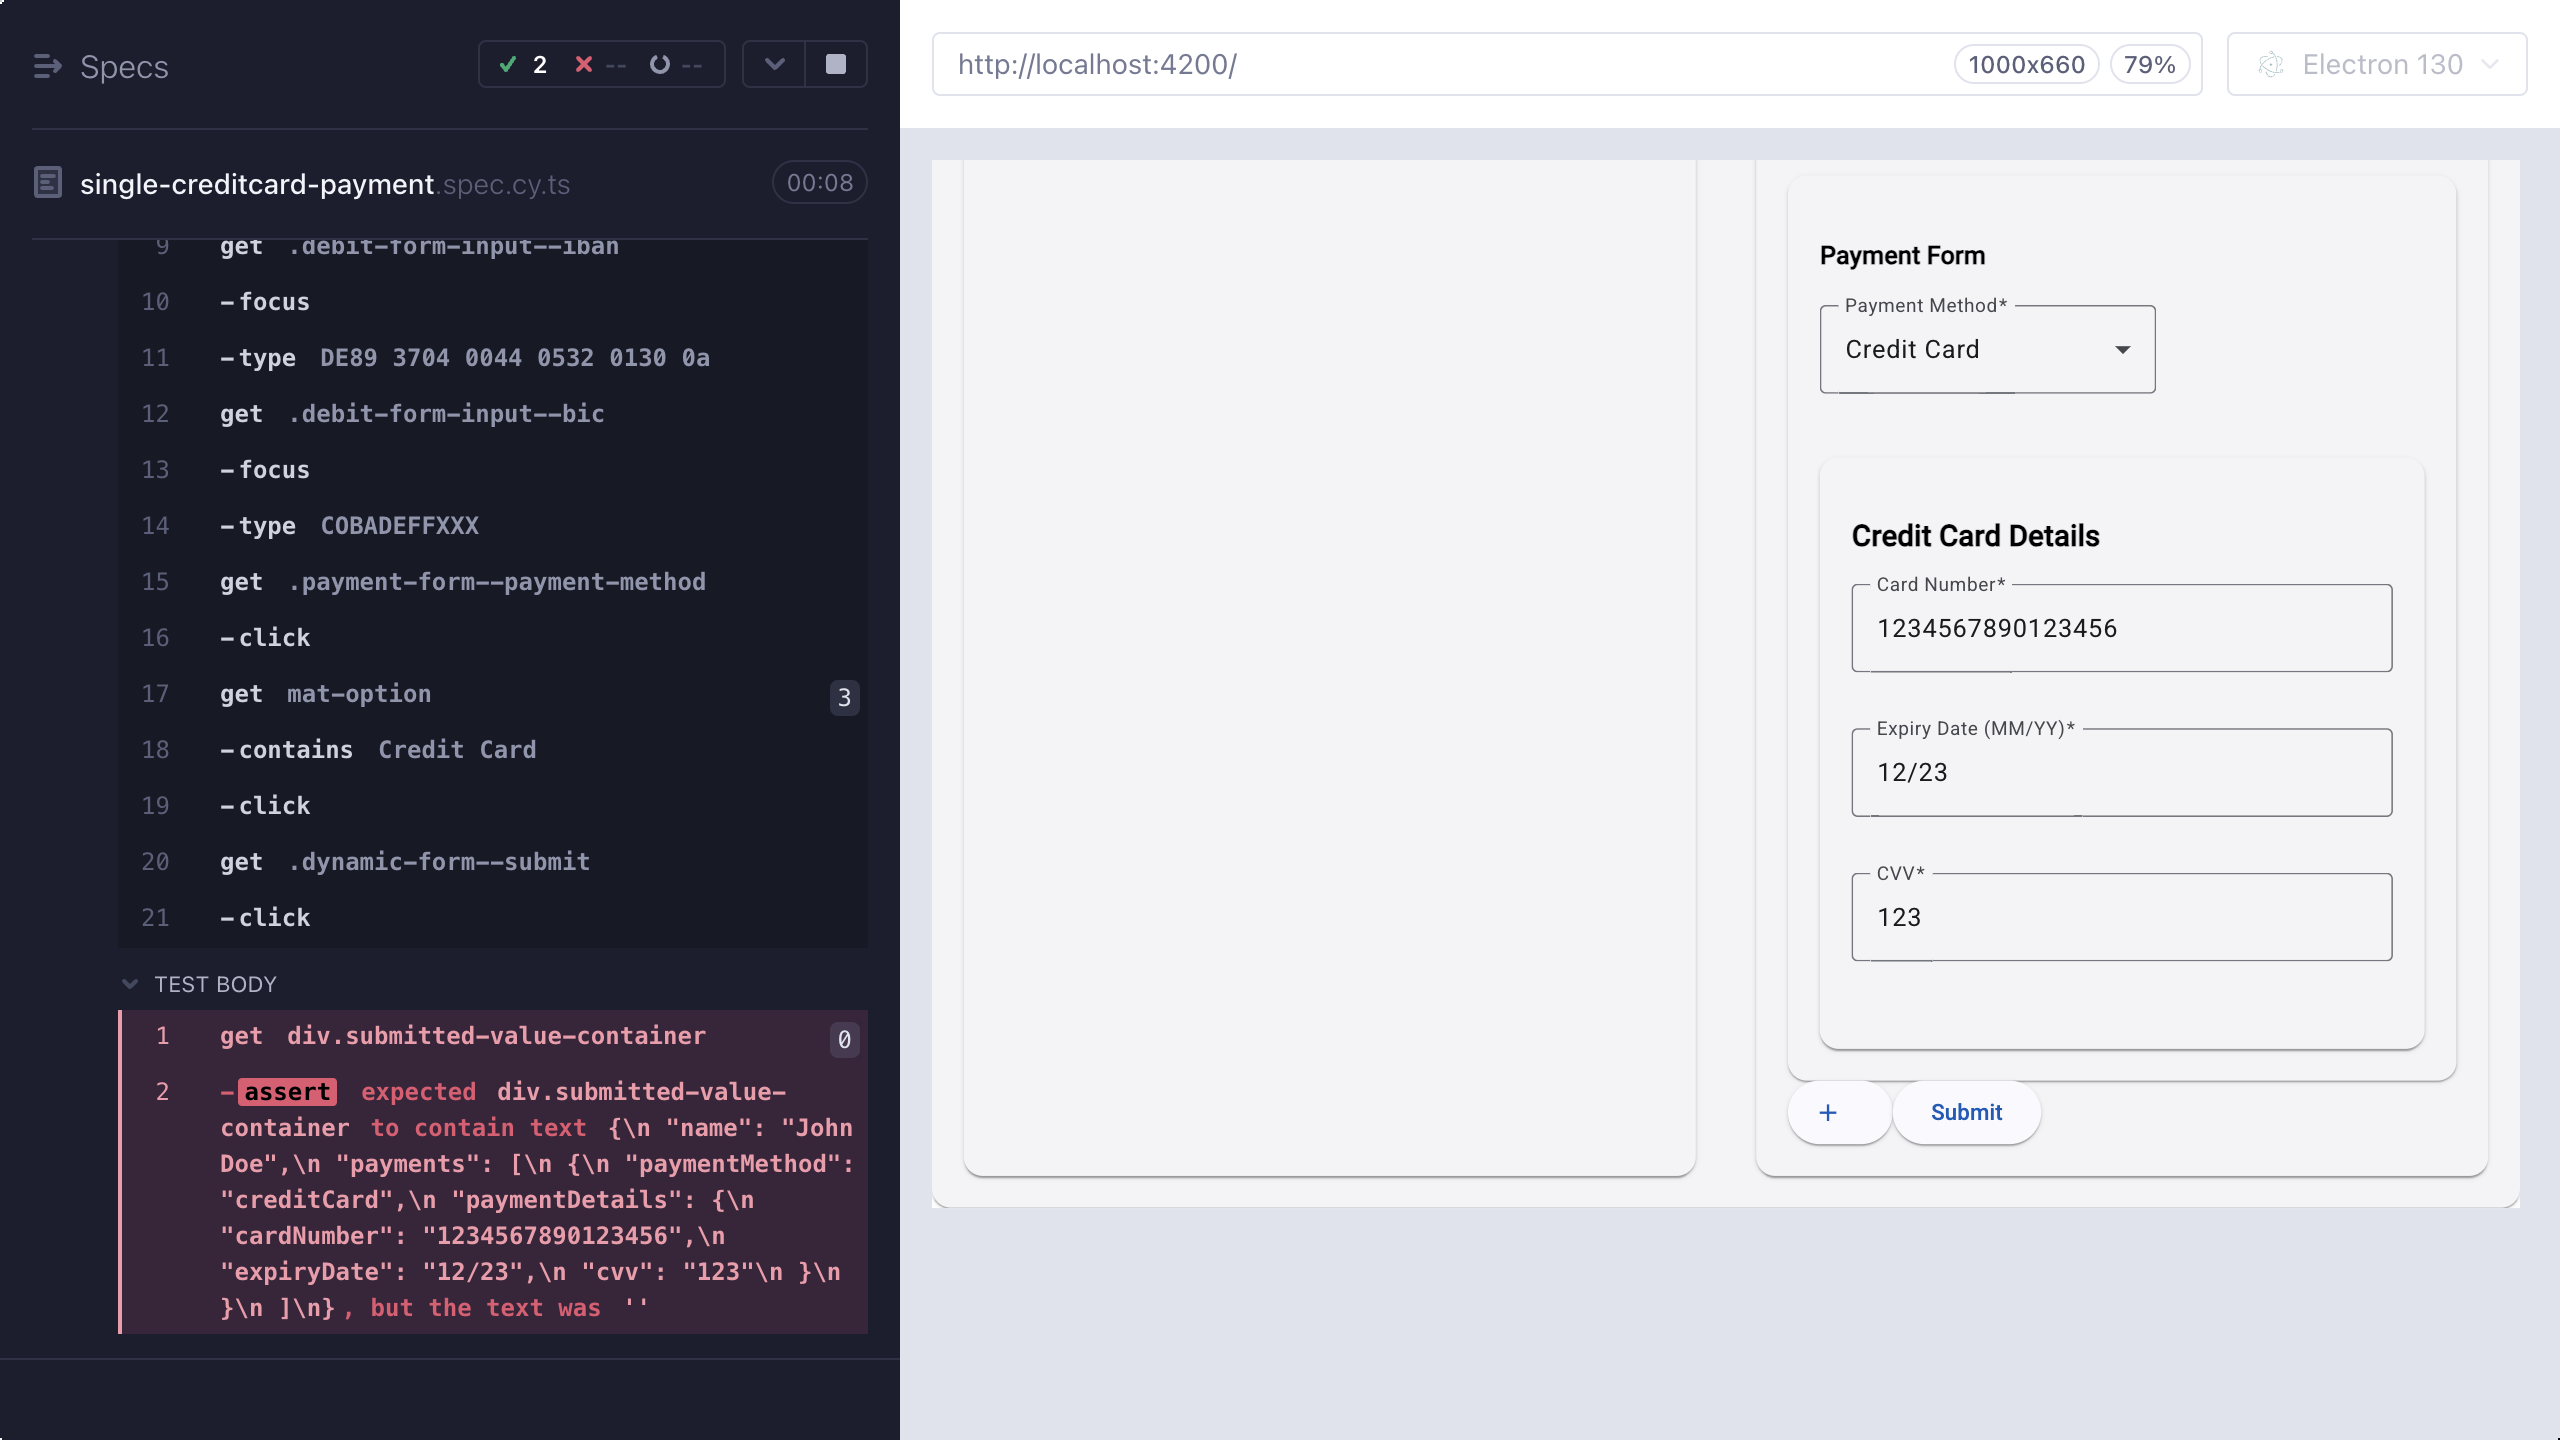 Specs
2 -- --
single-creditcard-payment.spec.cy.ts 00:08
9 get .debit-form-input--iban
10 -focus
11 -type DE89 3704 0044 0532 0130 0a
12 get .debit-form-input--bic
13 -focus
14 -type COBADEFFXXX
15 get .payment-form--payment-method
16 -click
17 get mat-option 3
18 -contains Credit Card
19 -click
20 get .dynamic-form--submit
21 -click
TEST BODY
1 get div.submitted-value-container 0
2 -assert expected div.submitted-value-
container to contain text {\n "name": "John
Doe",\n "payments": [\n {\n "paymentMethod":
"creditCard",\n "paymentDetails": {\n
"cardNumber": "1234567890123456",\n
"expiryDate": "12/23",\n "cvv": "123"\n }\n
}\n ]\n}, but the text was ''
http://localhost:4200/ 1000x660 79% Electron 130
Payment Form
Payment Method*
Credit Card
Credit Card Details
Card Number*
1234567890123456
Expiry Date (MM/YY)*
12/23
CVV*
123
+ Submit